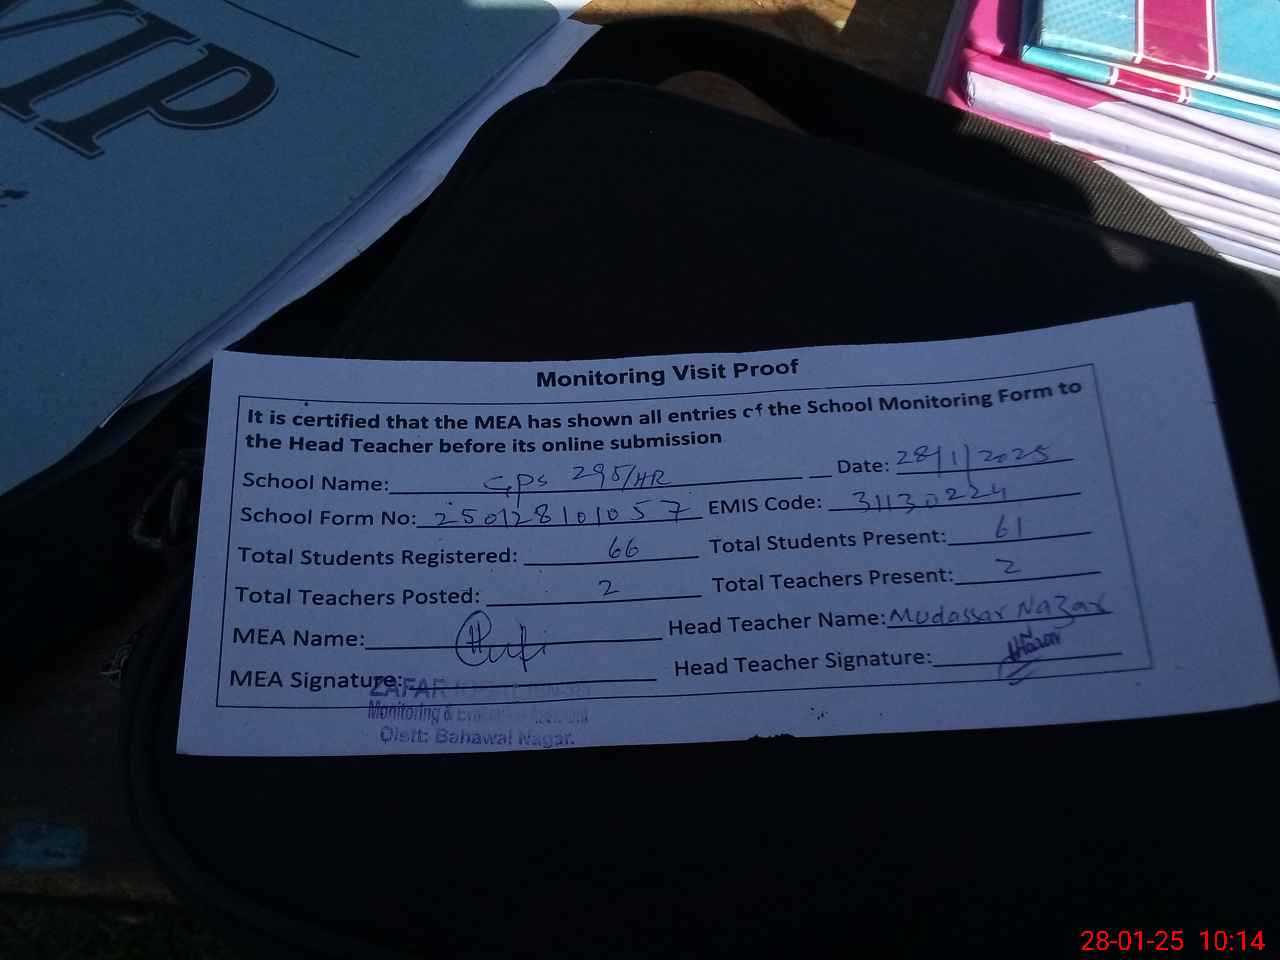 VIP
Monitoring Visit Proof
It is certified that the MEA has shown all entries of the School Monitoring Form to
the Head Teacher before its online submission
School Name: GPS 295/HR Date: 28/1/2025
School Form No: 250128101057 EMIS Code: 31130224
Total Students Registered: 66 Total Students Present: 61
Total Teachers Posted: 2 Total Teachers Present: 2
MEA Name: Head Teacher Name: Mudassar Nazar
MEA Signature: Head Teacher Signature:
ZAFAR
Monitoring &
Distt: Bahawal Nagar.
28-01-25 10:14